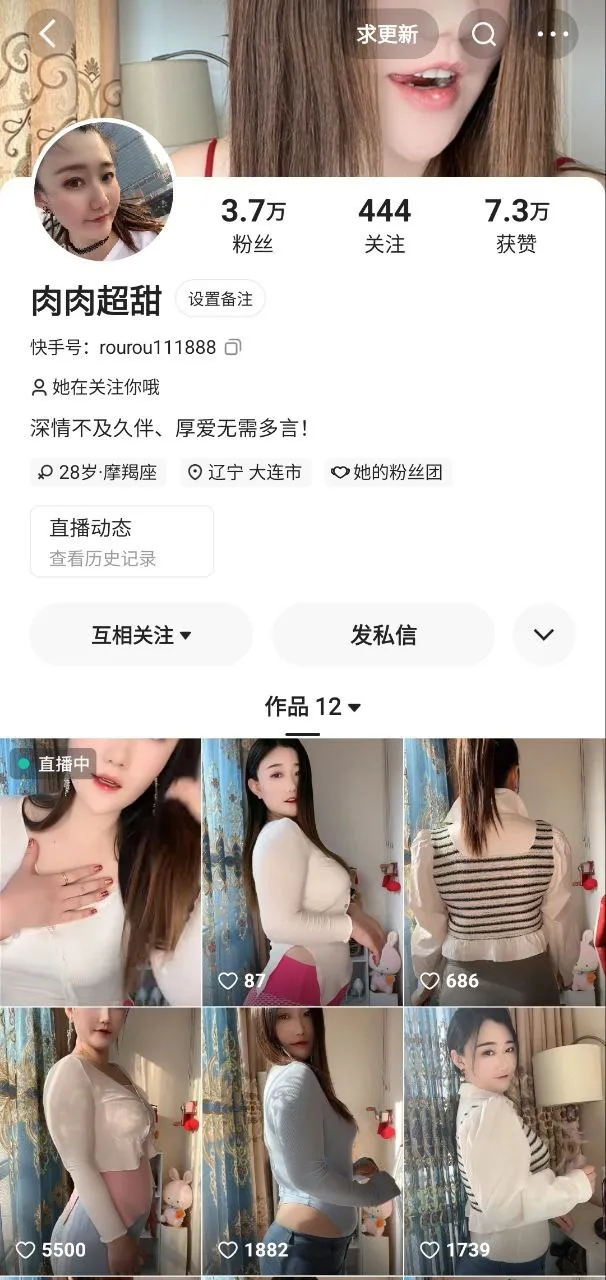 求更新
3.7万 444 7.3万
粉丝 关注 获赞
肉肉超甜 设置备注
快手号：rourou111888
她在关注你哦
深情不及久伴、厚爱无需多言！
28岁·摩羯座 辽宁 大连市 她的粉丝团
直播动态
查看历史记录
互相关注 发私信
作品 12
直播中
87 686
5500 1882 1739